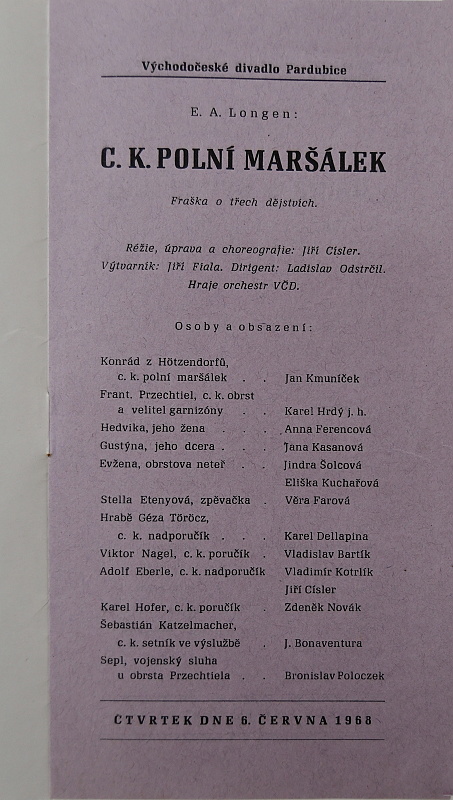 Východočeské divadlo Pardubice
E. A. Longen:
C. K. POLNÍ MARŠÁLEK
Fraška o třech dějstvích.
Režie, úprava a choreografie: Jiří Císler.
Výtvarník: Jiří Fiala. Dirigent: Ladislav Odstrčil.
Hraje orchestr VČD.
Osoby a obsazení:
Konrád z Hötzendorfů,
c. k. polní maršálek . . Jan Kmuníček
Frant. Przechtiel, c. k. obrst
a velitel garnizóny . . Karel Hrdý j. h.
Hedvika, jeho žena . . . Anna Ferencová
Gustýna, jeho dcera . . . Jana Kasanová
Evžena, obrstova neteř . . Jindra Šolcová
Eliška Kuchařová
Stella Etenyová, zpěvačka . Věra Farová
Hrabě Géza Töröcz,
c. k. nadporučík . . . Karel Dellapina
Viktor Nagel, c. k. poručík . Vladislav Bartík
Adolf Eberle, c. k. nadporučík Vladimír Kotrlík
Jiří Císler
Karel Hofer, c. k. poručík . Zdeněk Novák
Šebastián Katzelmacher,
c. k. setník ve výslužbě . J. Bonaventura
Sepl, vojenský sluha
u obrsta Przechtiela . . Bronislav Poloczek
ČTVRTEK DNE 6. ČERVNA 1968